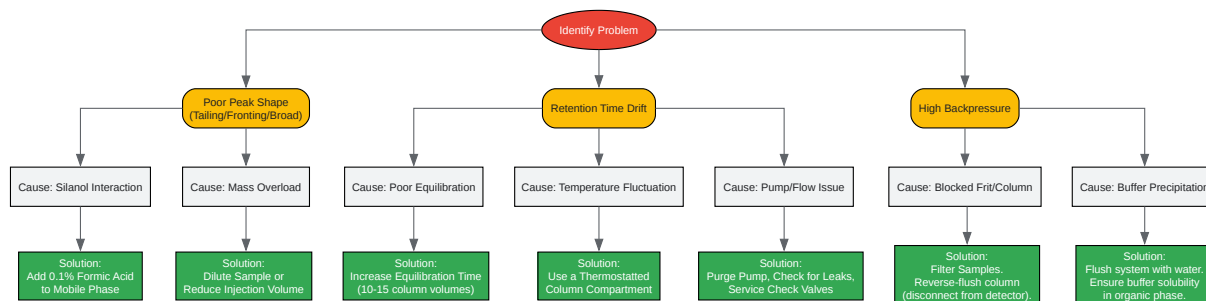 Identify Problem
Poor Peak Shape
(Tailing/Fronting/Broad)
Retention Time Drift
High Backpressure
Cause: Silanol Interaction
Cause: Mass Overload
Cause: Poor Equilibration
Cause: Temperature Fluctuation
Cause: Pump/Flow Issue
Cause: Blocked Frit/Column
Cause: Buffer Precipitation
Solution:
Add 0.1% Formic Acid
to Mobile Phase
Solution:
Dilute Sample or
Reduce Injection Volume
Solution:
Increase Equilibration Time
(10-15 column volumes)
Solution:
Use a Thermostatted
Column Compartment
Solution:
Purge Pump, Check for Leaks,
Service Check Valves
Solution:
Filter Samples.
Reverse-flush column
(disconnect from detector).
Solution:
Flush system with water.
Ensure buffer solubility
in organic phase.